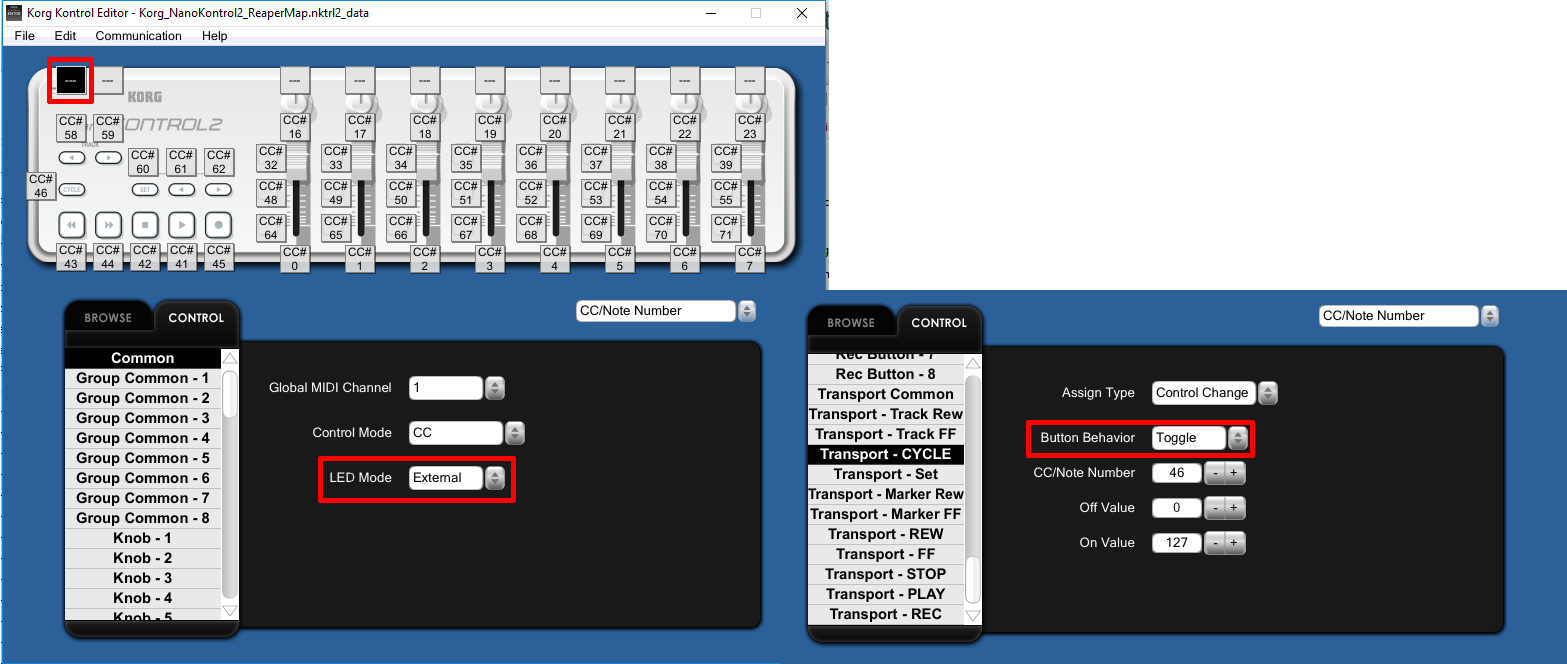 Korg Kontrol Editor - Korg_NanoKontrol2_ReaperMap.nktrl2_data
File Edit Communication Help
--- --- --- --- --- --- --- --- --- ---
KORG
ONTROL2
CC# 58
CC# 59
TRACK
CC# 60
CC# 61
CC# 62
CC# 46
CYCLE
SET
CC# 43
CC# 44
CC# 42
CC# 41
CC# 45
CC# 16
CC# 17
CC# 18
CC# 19
CC# 20
CC# 21
CC# 22
CC# 23
CC# 32
CC# 33
CC# 34
CC# 35
CC# 36
CC# 37
CC# 38
CC# 39
CC# 48
CC# 49
CC# 50
CC# 51
CC# 52
CC# 53
CC# 54
CC# 55
CC# 64
CC# 65
CC# 66
CC# 67
CC# 68
CC# 69
CC# 70
CC# 71
CC# 0
CC# 1
CC# 2
CC# 3
CC# 4
CC# 5
CC# 6
CC# 7
BROWSE
CONTROL
CC/Note Number
Common
Group Common - 1
Group Common - 2
Group Common - 3
Group Common - 4
Group Common - 5
Group Common - 6
Group Common - 7
Group Common - 8
Knob - 1
Knob - 2
Knob - 3
Knob - 4
Knob - 5
Global MIDI Channel 1
Control Mode CC
LED Mode External
BROWSE
CONTROL
CC/Note Number
Rec Button - 7
Rec Button - 8
Transport Common
Transport - Track Rew
Transport - Track FF
Transport - CYCLE
Transport - Set
Transport - Marker Rew
Transport - Marker FF
Transport - REW
Transport - FF
Transport - STOP
Transport - PLAY
Transport - REC
Assign Type Control Change
Button Behavior Toggle
CC/Note Number 46 - +
Off Value 0 - +
On Value 127 - +